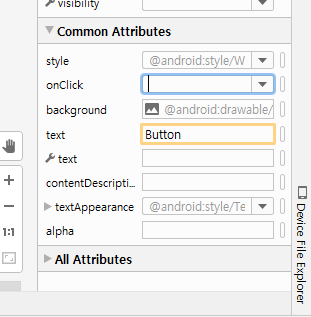 visibility
Common Attributes
style @android:style/W
onClick
background @android:drawable/
text Button
text
contentDescripti...
textAppearance @android:style/Te
alpha
All Attributes
1:1
Device File Explorer